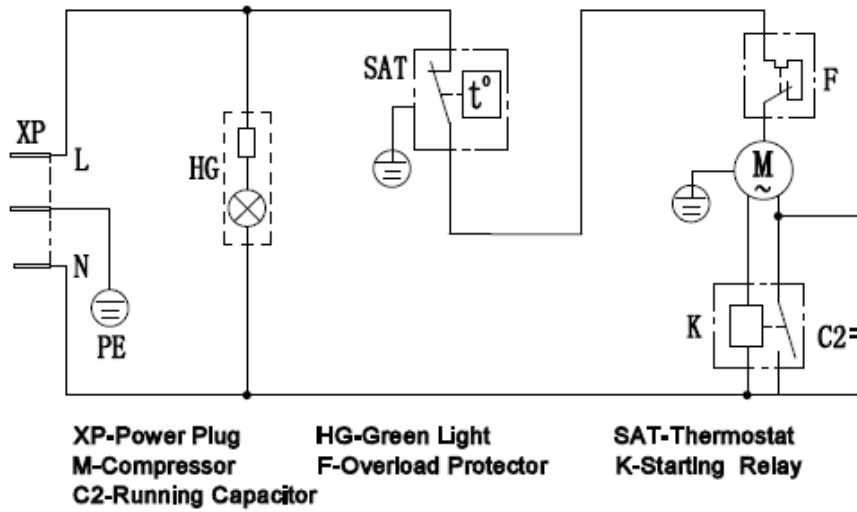 XP
L
N
PE
HG
SAT
t°
F
M
~
K
C2=
XP-Power Plug HG-Green Light SAT-Thermostat
M-Compressor F-Overload Protector K-Starting Relay
C2-Running Capacitor